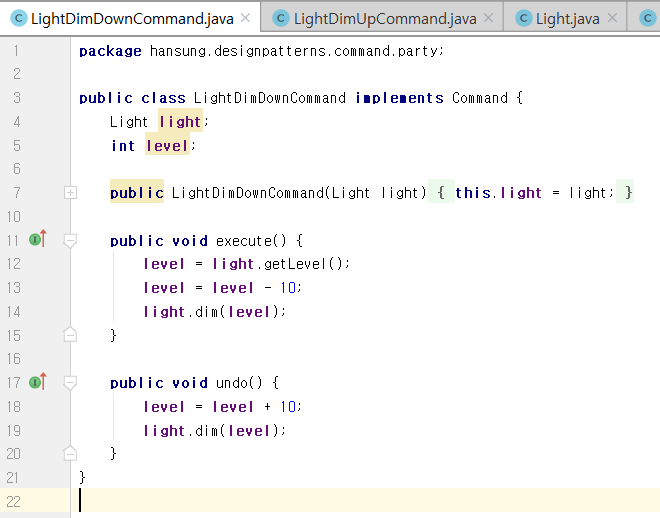 LightDimDownCommand.java × LightDimUpCommand.java × Light.java ×
1 package hansung.designpatterns.command.party;
2
3 public class LightDimDownCommand implements Command {
4 Light light;
5 int level;
6
7 public LightDimDownCommand(Light light) { this.light = light; }
10
11 public void execute() {
12 level = light.getLevel();
13 level = level - 10;
14 light.dim(level);
15 }
16
17 public void undo() {
18 level = level + 10;
19 light.dim(level);
20 }
21 }
22